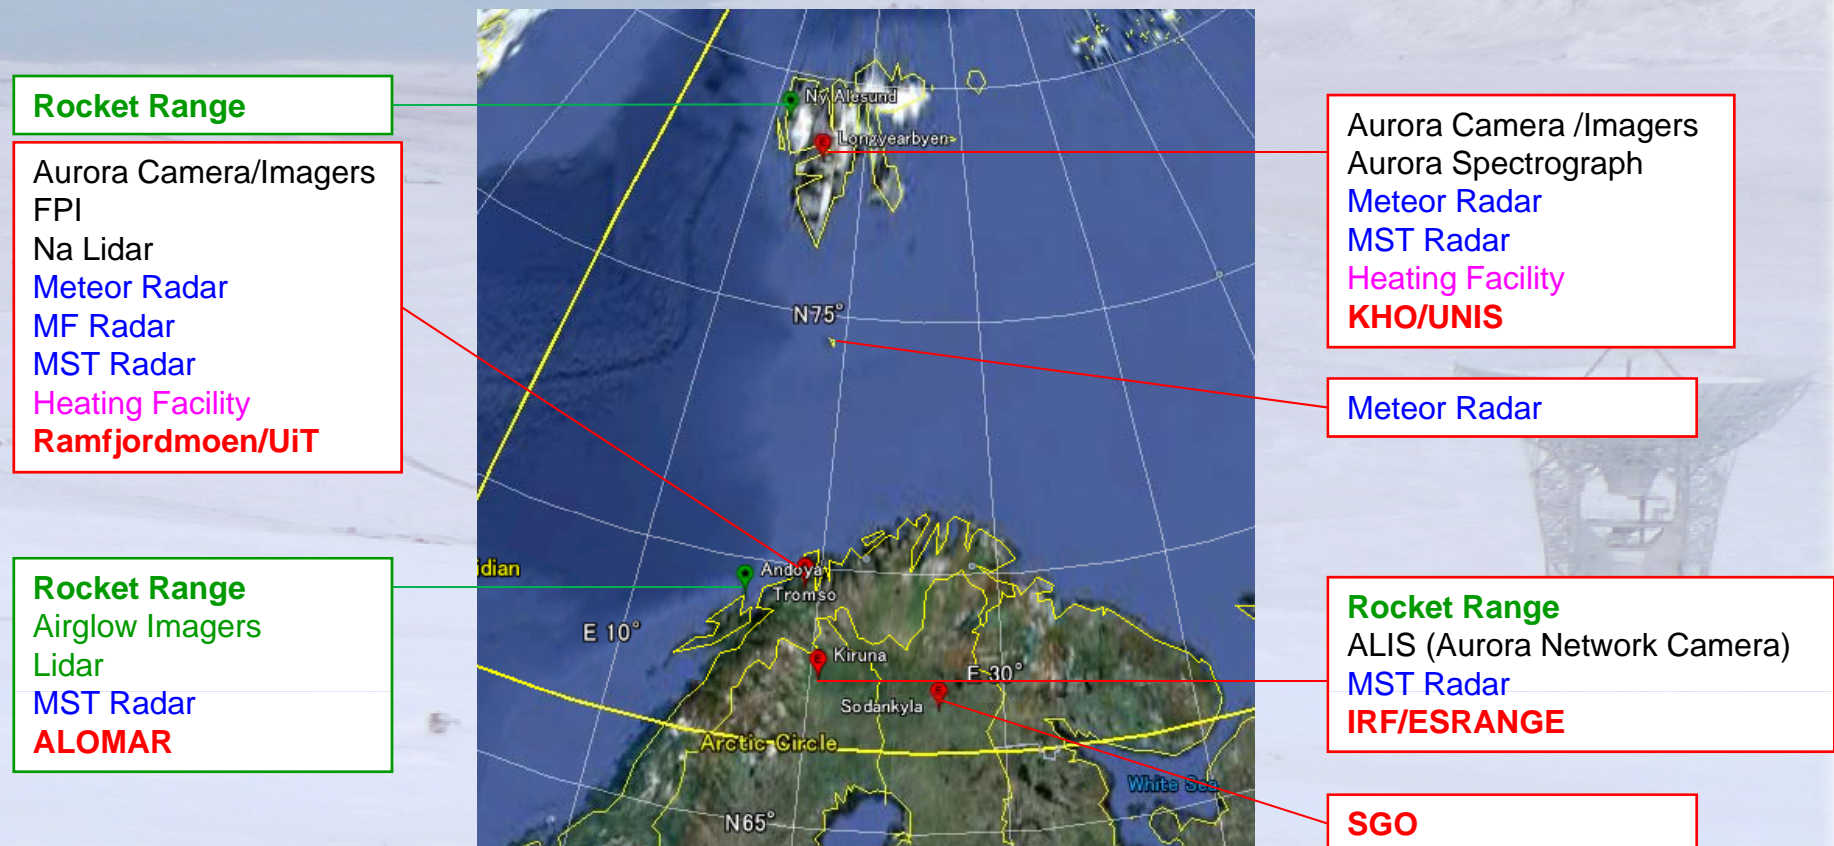 Rocket Range
Aurora Camera/Imagers
FPI
Na Lidar
Meteor Radar
MF Radar
MST Radar
Heating Facility
Ramfjordmoen/UiT
Rocket Range
Airglow Imagers
Lidar
MST Radar
ALOMAR
Ny Alesund
Longyearbyen
N75°
idian
Andoya
Tromso
E 10°
Kiruna
E 30°
Sodankyla
Arctic Circle
White Sea
N65°
Aurora Camera /Imagers
Aurora Spectrograph
Meteor Radar
MST Radar
Heating Facility
KHO/UNIS
Meteor Radar
Rocket Range
ALIS (Aurora Network Camera)
MST Radar
IRF/ESRANGE
SGO